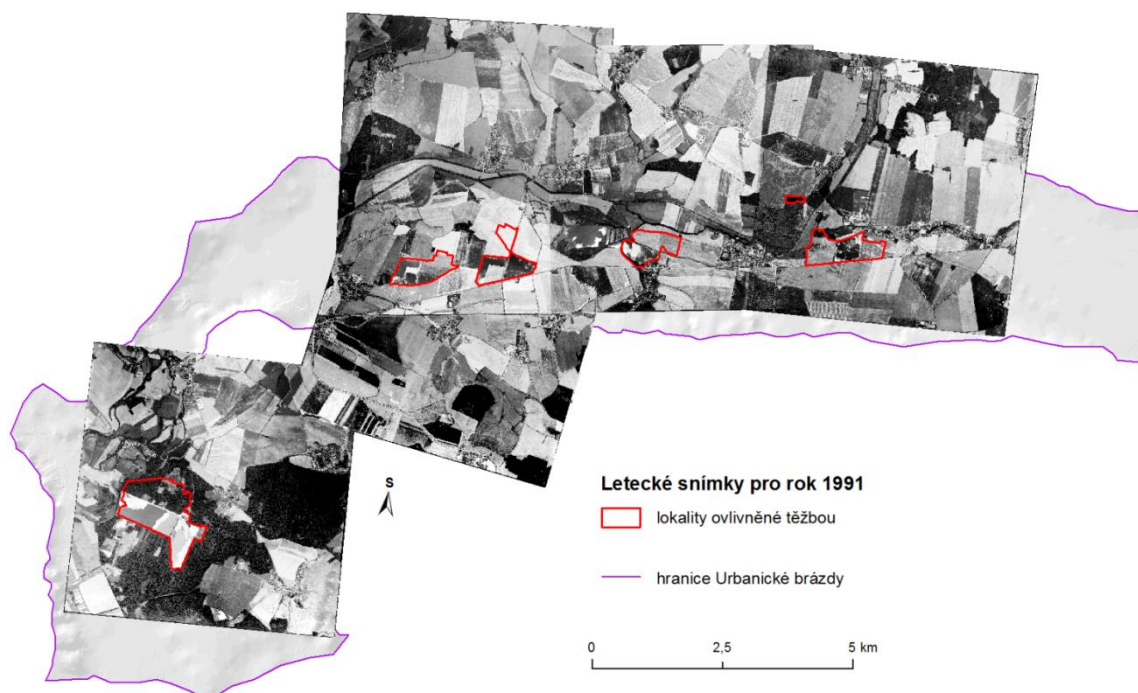 S
Letecké snímky pro rok 1991
lokality ovlivněné těžbou
hranice Urbanické brázdy
0 2,5 5 km